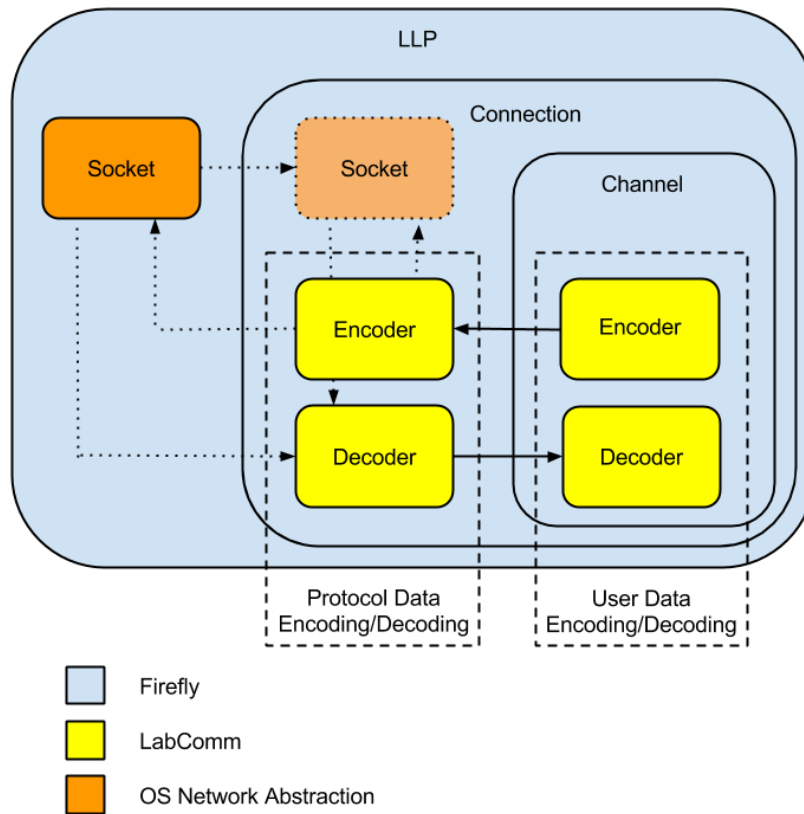 LLP
Connection
Socket
Socket
Channel
Encoder
Encoder
Decoder
Decoder
Protocol Data
Encoding/Decoding
User Data
Encoding/Decoding
Firefly
LabComm
OS Network Abstraction